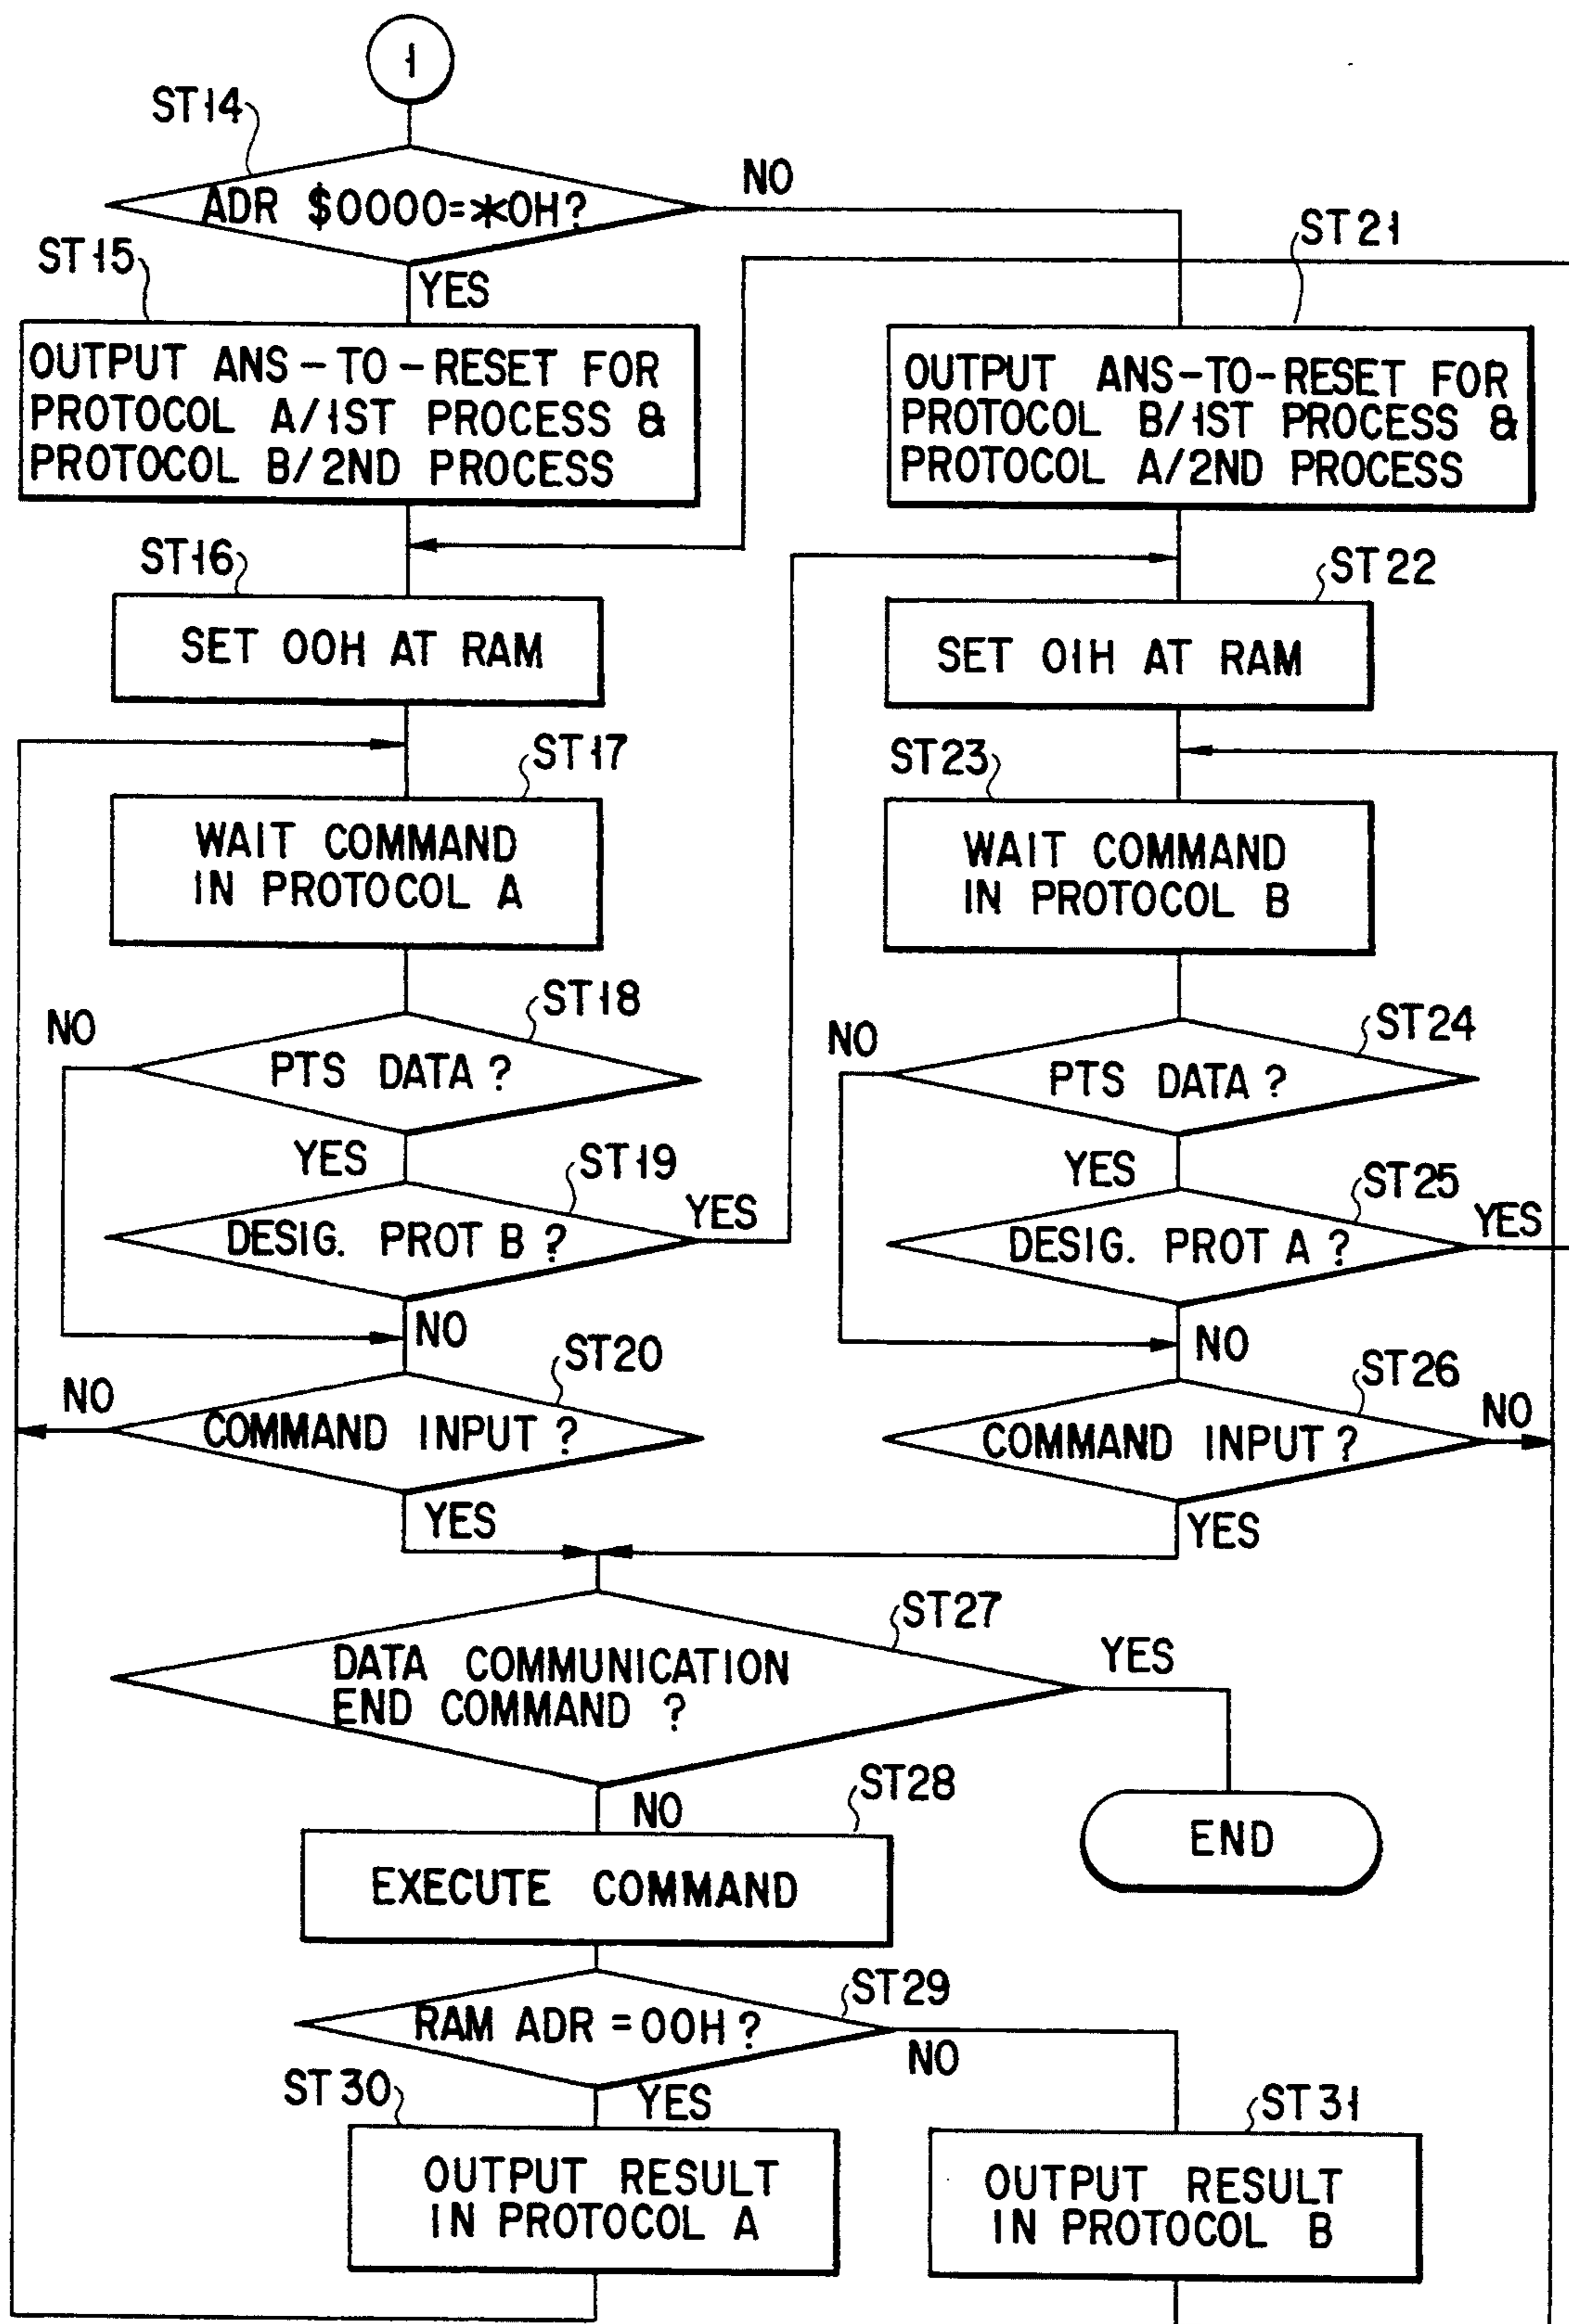 1
ST14
ADR $0000=*0H?
NO
YES
ST15
OUTPUT ANS-TO-RESET FOR
PROTOCOL A/1ST PROCESS &
PROTOCOL B/2ND PROCESS
ST21
OUTPUT ANS-TO-RESET FOR
PROTOCOL B/1ST PROCESS &
PROTOCOL A/2ND PROCESS
ST16
SET 00H AT RAM
ST22
SET 01H AT RAM
ST17
WAIT COMMAND
IN PROTOCOL A
ST23
WAIT COMMAND
IN PROTOCOL B
ST18
NO
PTS DATA ?
YES
ST24
NO
PTS DATA ?
YES
ST19
DESIG. PROT B ?
YES
NO
ST25
DESIG. PROT A ?
YES
NO
ST20
NO
COMMAND INPUT ?
YES
ST26
COMMAND INPUT ?
NO
YES
ST27
DATA COMMUNICATION
END COMMAND ?
YES
NO
END
ST28
EXECUTE COMMAND
ST29
RAM ADR = 00H ?
NO
YES
ST30
OUTPUT RESULT
IN PROTOCOL A
ST31
OUTPUT RESULT
IN PROTOCOL B